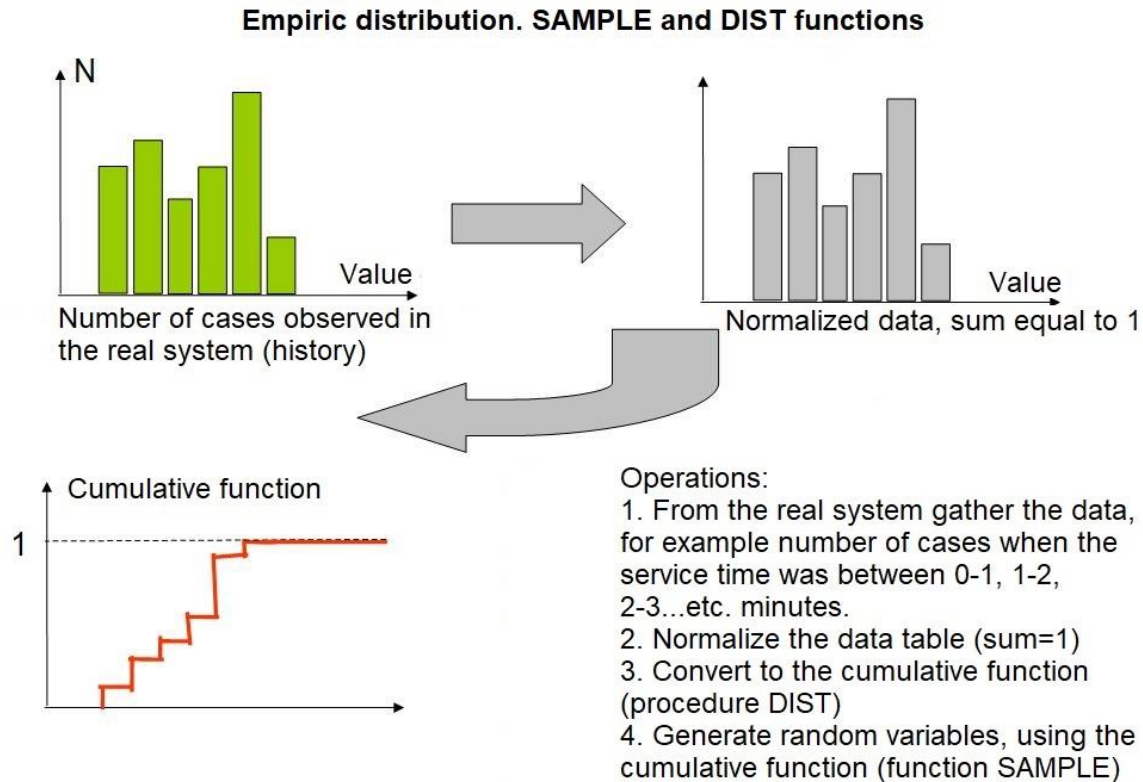 Empiric distribution. SAMPLE and DIST functions
N
Value
Number of cases observed in
the real system (history)
Value
Normalized data, sum equal to 1
Cumulative function
1
Operations:
1. From the real system gather the data,
for example number of cases when the
service time was between 0-1, 1-2,
2-3...etc. minutes.
2. Normalize the data table (sum=1)
3. Convert to the cumulative function
(procedure DIST)
4. Generate random variables, using the
cumulative function (function SAMPLE)